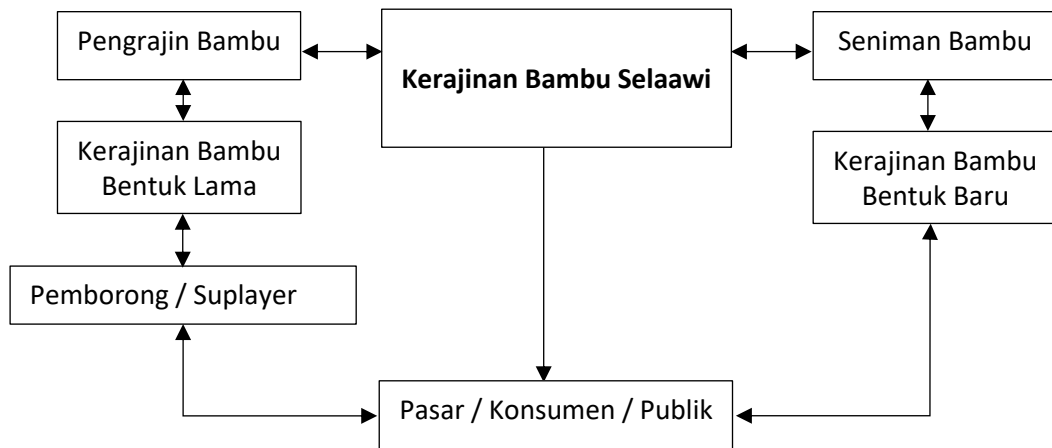 Pengrajin Bambu
Kerajinan Bambu Selaawi
Seniman Bambu
Kerajinan Bambu
Bentuk Lama
Kerajinan Bambu
Bentuk Baru
Pemborong / Suplayer
Pasar / Konsumen / Publik